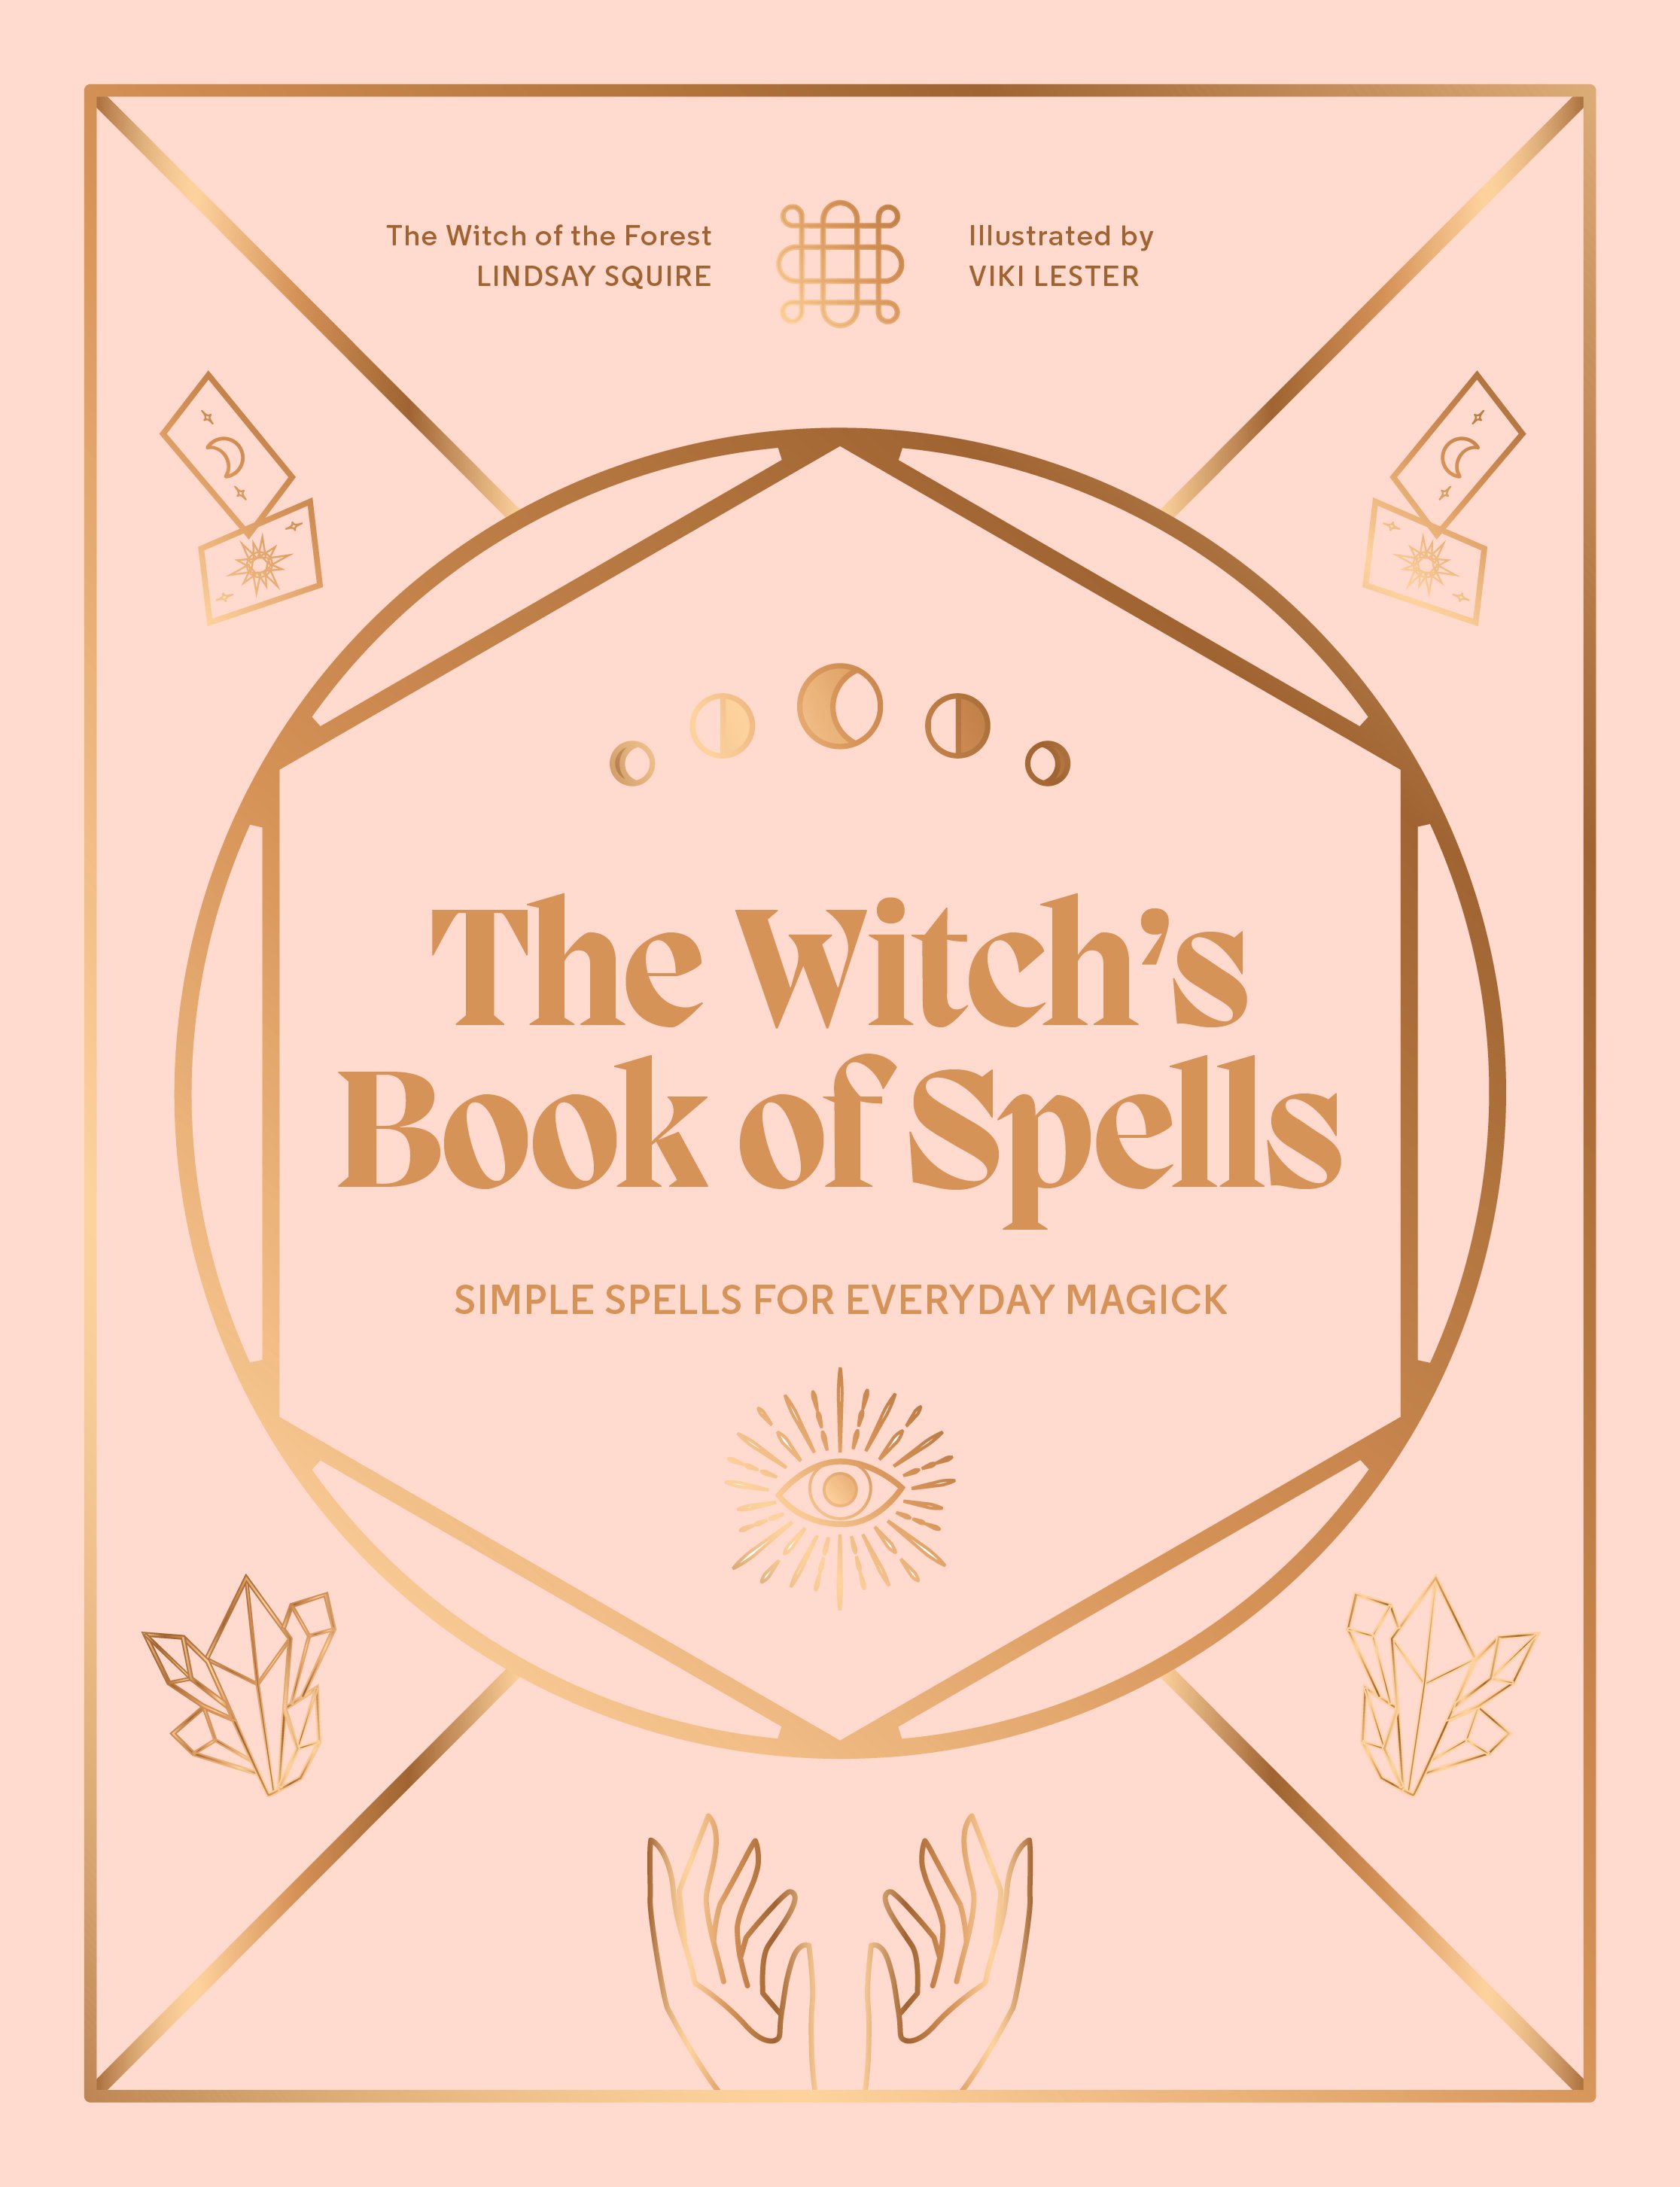 The Witch of the Forest
LINDSAY SQUIRE
Illustrated by
VIKI LESTER
The Witch’s
Book of Spells
SIMPLE SPELLS FOR EVERYDAY MAGICK